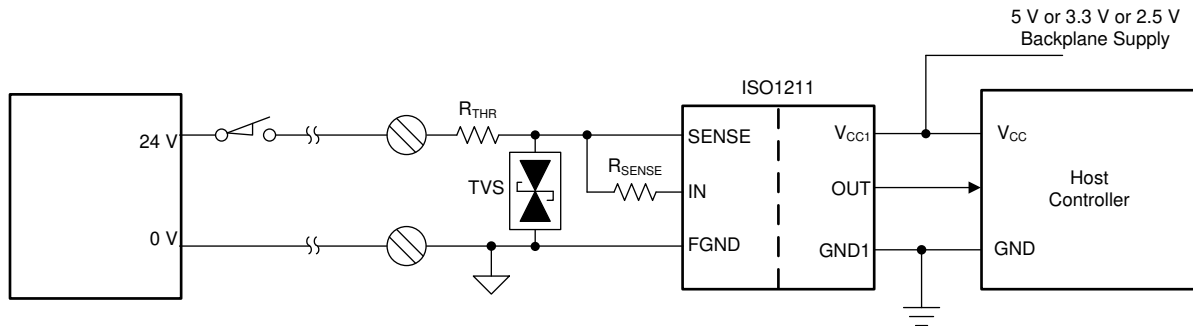 5 V or 3.3 V or 2.5 V
Backplane Supply
ISO1211
24 V
R_THR
SENSE
V_CC1
V_CC
TVS
R_SENSE
IN
OUT
Host
Controller
0 V
FGND
GND1
GND